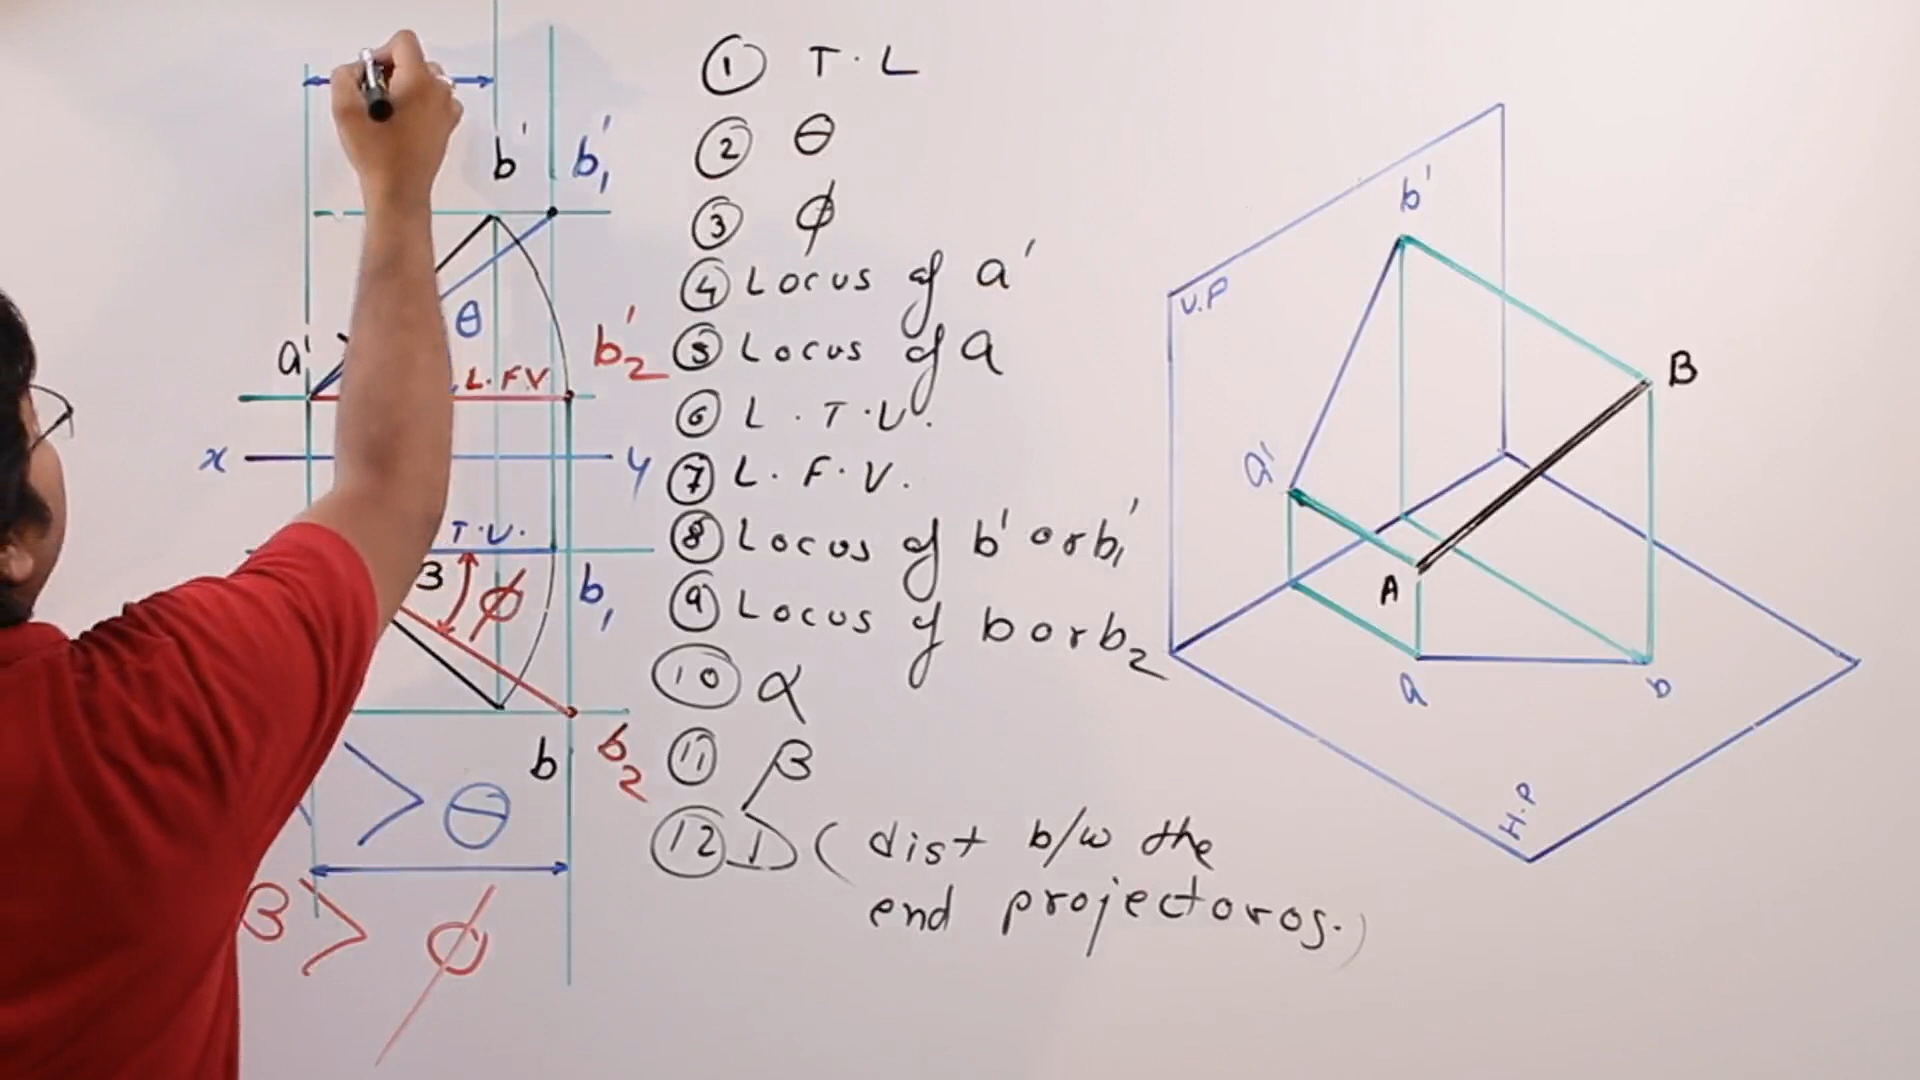 ① T.L
② θ
③ ϕ
④ Locus of a'
⑤ Locus of a
⑥ L.T.V.
⑦ L.F.V.
⑧ Locus of b' or b₁'
⑨ Locus of b or b₂
⑩ α
⑪ β
⑫ D (dist b/w the
end projectoros.)
b' b₁'
θ
a' L.F.V b₂'
x y
T.V.
β ϕ b₁
b b₂
> θ
β > ϕ
b'
V.P
B
a'
A
a b
H.P